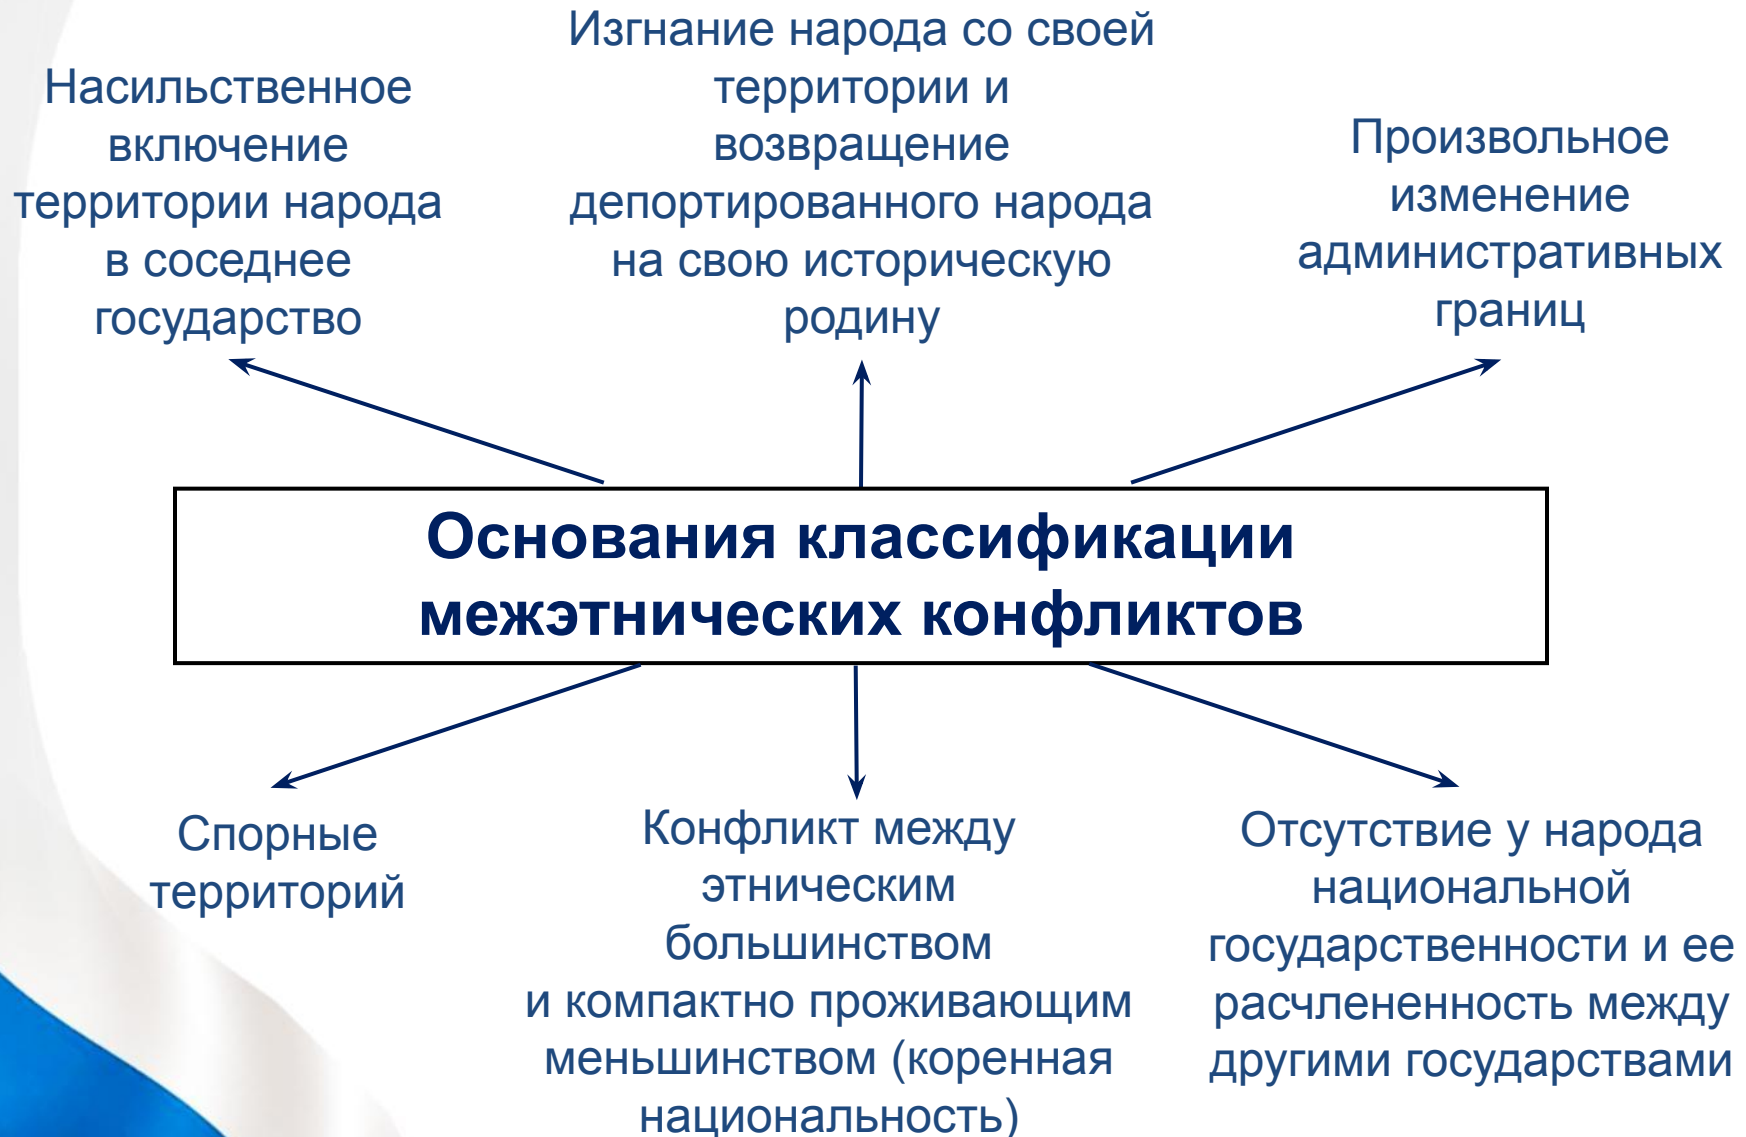 Насильственное
включение
территории народа
в соседнее
государство
Изгнание народа со своей
территории и
возвращение
депортированного народа
на свою историческую
родину
Произвольное
изменение
административных
границ
Основания классификации
межэтнических конфликтов
Спорные
территорий
Конфликт между
этническим
большинством
и компактно проживающим
меньшинством (коренная
национальность)
Отсутствие у народа
национальной
государственности и ее
расчлененность между
другими государствами